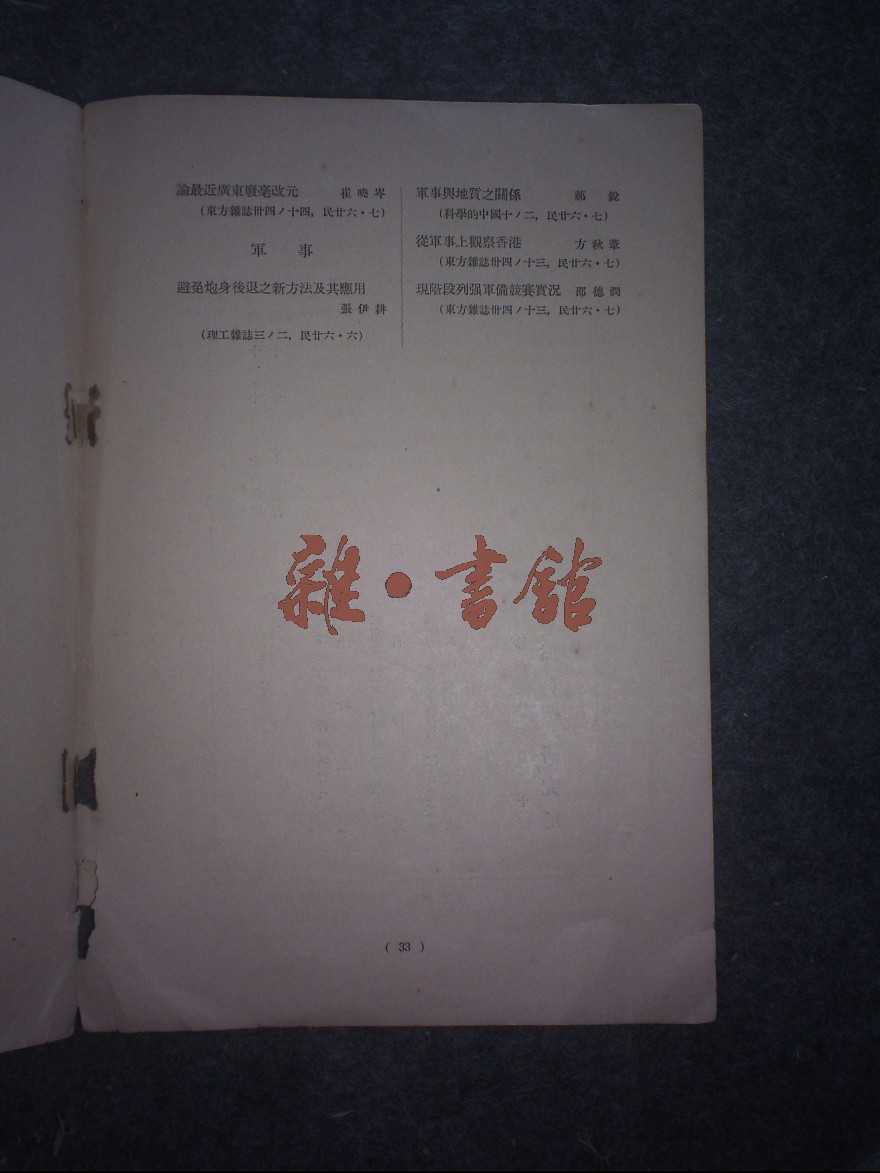 論最近廣東廢毫改元　崔曉岑
(東方雜誌卅四ノ十四，民廿六・七)
軍　事
避免炮身後退之新方法及其應用
張伊耕
(理工雜誌三ノ二，民廿六・六)
軍事與地質之關係　郝　銳
(科學的中國十ノ二，民廿六・七)
從軍事上觀察香港　方秋葦
(東方雜誌卅四ノ十三，民廿六・七)
現階段列强軍備競賽實況　邵德潤
(東方雜誌卅四ノ十三，民廿六・七)
雜・書館
( 33 )